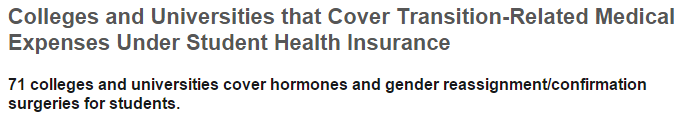 Colleges and Universities that Cover Transition-Related Medical
Expenses Under Student Health Insurance
71 colleges and universities cover hormones and gender reassignment/confirmation
surgeries for students.